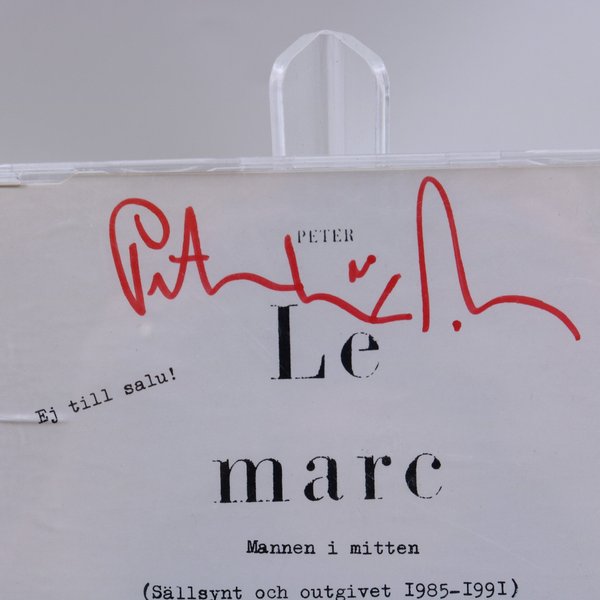 PETER
Le
Ej till salu!
marc
Mannen i mitten
(Sällsynt och outgivet 1985-1991)